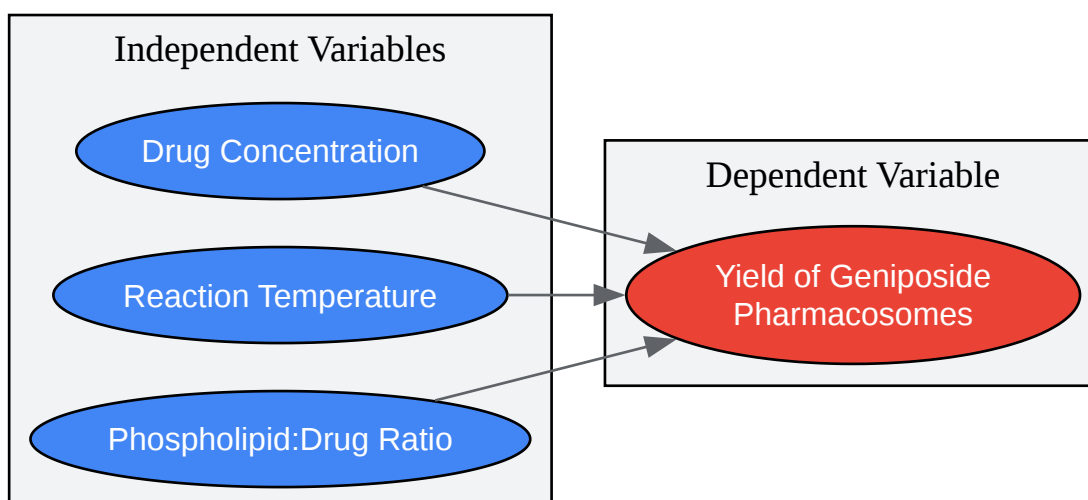 Independent Variables
Drug Concentration
Reaction Temperature
Phospholipid:Drug Ratio
Dependent Variable
Yield of Geniposide
Pharmacosomes